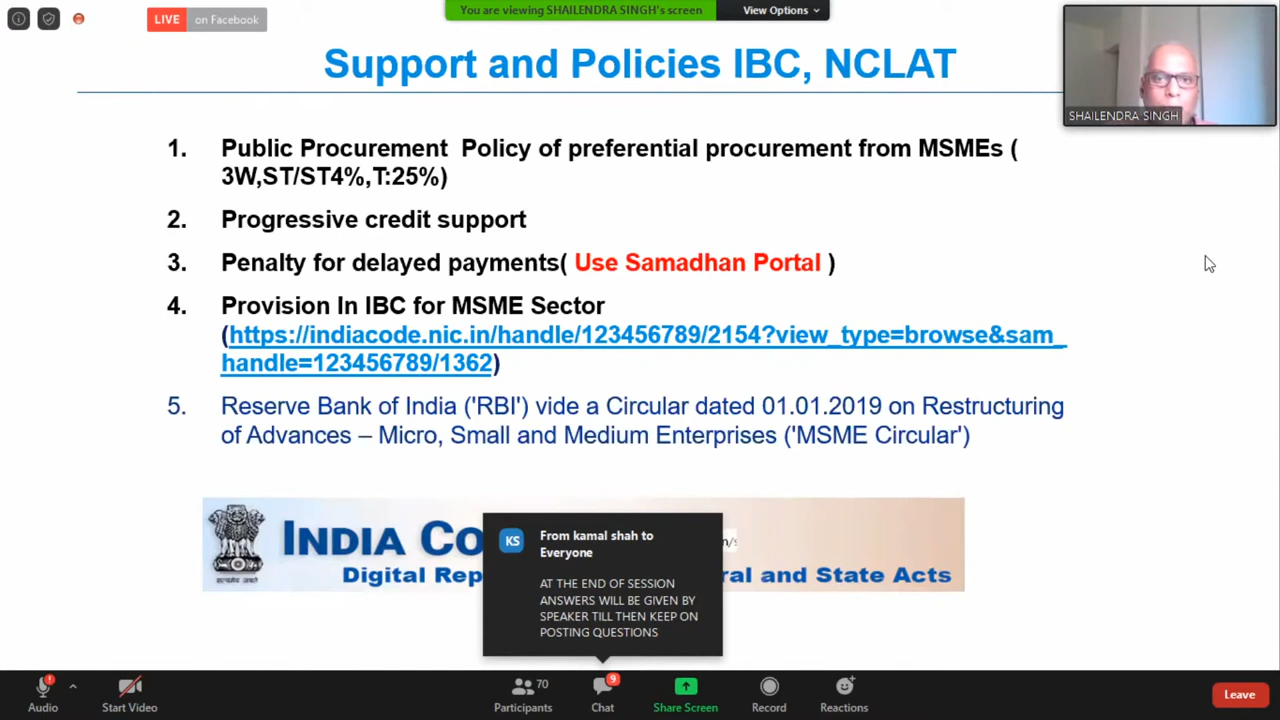 LIVE on Facebook
You are viewing SHAILENDRA SINGH's screen
View Options
Support and Policies IBC, NCLAT
SHAILENDRA SINGH
1. Public Procurement Policy of preferential procurement from MSMEs (
3W,ST/ST4%,T:25%)
2. Progressive credit support
3. Penalty for delayed payments( Use Samadhan Portal )
4. Provision In IBC for MSME Sector
(https://indiacode.nic.in/handle/123456789/2154?view_type=browse&sam_
handle=123456789/1362)
5. Reserve Bank of India ('RBI') vide a Circular dated 01.01.2019 on Restructuring
of Advances – Micro, Small and Medium Enterprises ('MSME Circular')
INDIA CO
Digital Rep
ral and State Acts
KS
From kamal shah to
Everyone
AT THE END OF SESSION
ANSWERS WILL BE GIVEN BY
SPEAKER TILL THEN KEEP ON
POSTING QUESTIONS
Audio
Start Video
70
Participants
9
Chat
Share Screen
Record
Reactions
Leave